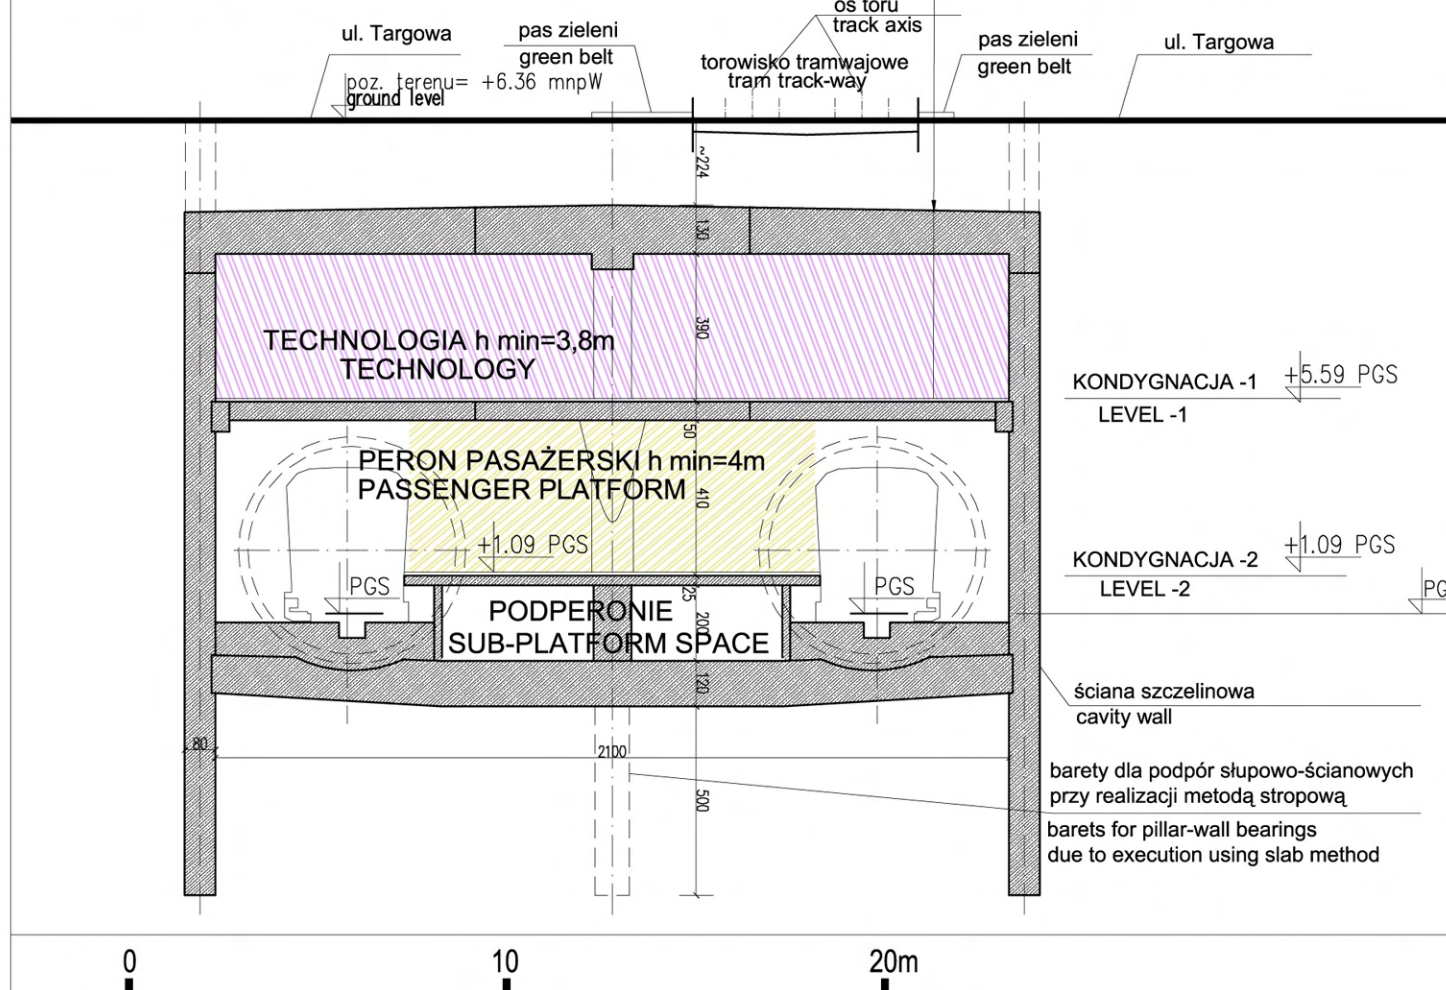 oś toru
track axis
ul. Targowa
pas zieleni
green belt
torowisko tramwajowe
tram track-way
pas zieleni
green belt
ul. Targowa
poz. terenu= +6.36 mnpW
ground level
~224
130
TECHNOLOGIA h min=3,8m
TECHNOLOGY
390
KONDYGNACJA -1
LEVEL -1
+5.59 PGS
50
PERON PASAŻERSKI h min=4m
PASSENGER PLATFORM
410
+1.09 PGS
KONDYGNACJA -2
LEVEL -2
+1.09 PGS
PGS
PGS
PG
25
PODPERONIE
SUB-PLATFORM SPACE
200
120
ściana szczelinowa
cavity wall
80
2100
500
barety dla podpór słupowo-ścianowych
przy realizacji metodą stropową
barets for pillar-wall bearings
due to execution using slab method
0
10
20m